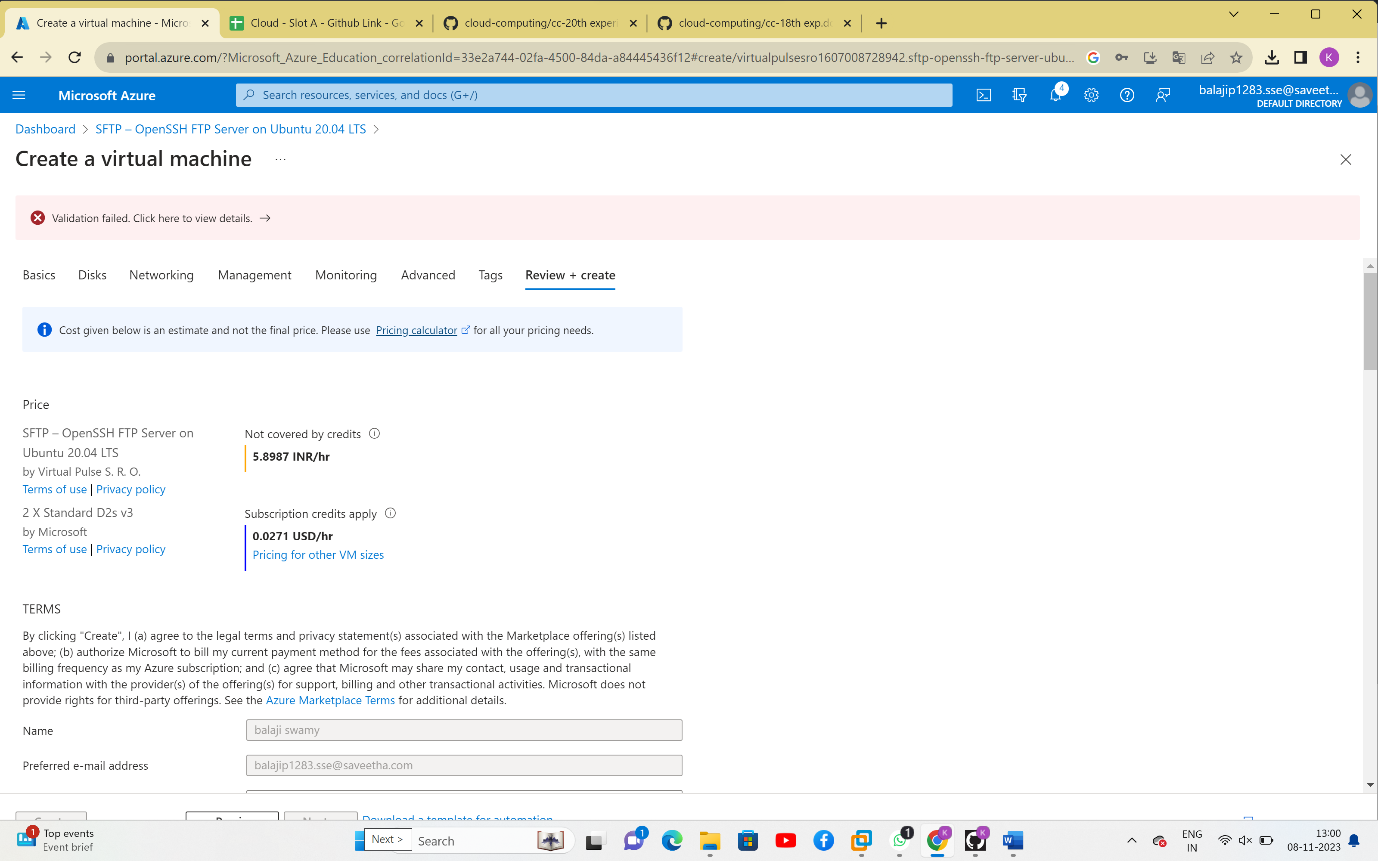 Create a virtual machine - Micro
Cloud - Slot A - Github Link - Go
cloud-computing/cc-20th experi
cloud-computing/cc-18th exp.d
portal.azure.com/?Microsoft_Azure_Education_correlationId=33e2a744-02fa-4500-84da-a84445436f12#create/virtualpulsesro1607008728942.sftp-openssh-ftp-server-ubu...
K
Microsoft Azure
Search resources, services, and docs (G+/)
4
balajip1283.sse@saveet...
DEFAULT DIRECTORY
Dashboard > SFTP – OpenSSH FTP Server on Ubuntu 20.04 LTS >
Create a virtual machine ...
Validation failed. Click here to view details. →
Basics Disks Networking Management Monitoring Advanced Tags Review + create
Cost given below is an estimate and not the final price. Please use Pricing calculator for all your pricing needs.
Price
SFTP – OpenSSH FTP Server on
Ubuntu 20.04 LTS
by Virtual Pulse S. R. O.
Terms of use | Privacy policy
Not covered by credits
5.8987 INR/hr
2 X Standard D2s v3
by Microsoft
Terms of use | Privacy policy
Subscription credits apply
0.0271 USD/hr
Pricing for other VM sizes
TERMS
By clicking "Create", I (a) agree to the legal terms and privacy statement(s) associated with the Marketplace offering(s) listed
above; (b) authorize Microsoft to bill my current payment method for the fees associated with the offering(s), with the same
billing frequency as my Azure subscription; and (c) agree that Microsoft may share my contact, usage and transactional
information with the provider(s) of the offering(s) for support, billing and other transactional activities. Microsoft does not
provide rights for third-party offerings. See the Azure Marketplace Terms for additional details.
Name
balaji swamy
Preferred e-mail address
balajip1283.sse@saveetha.com
Download a template for automation
1
Top events
Event brief
Next >
Search
1
1
K
K
ENG
IN
13:00
08-11-2023